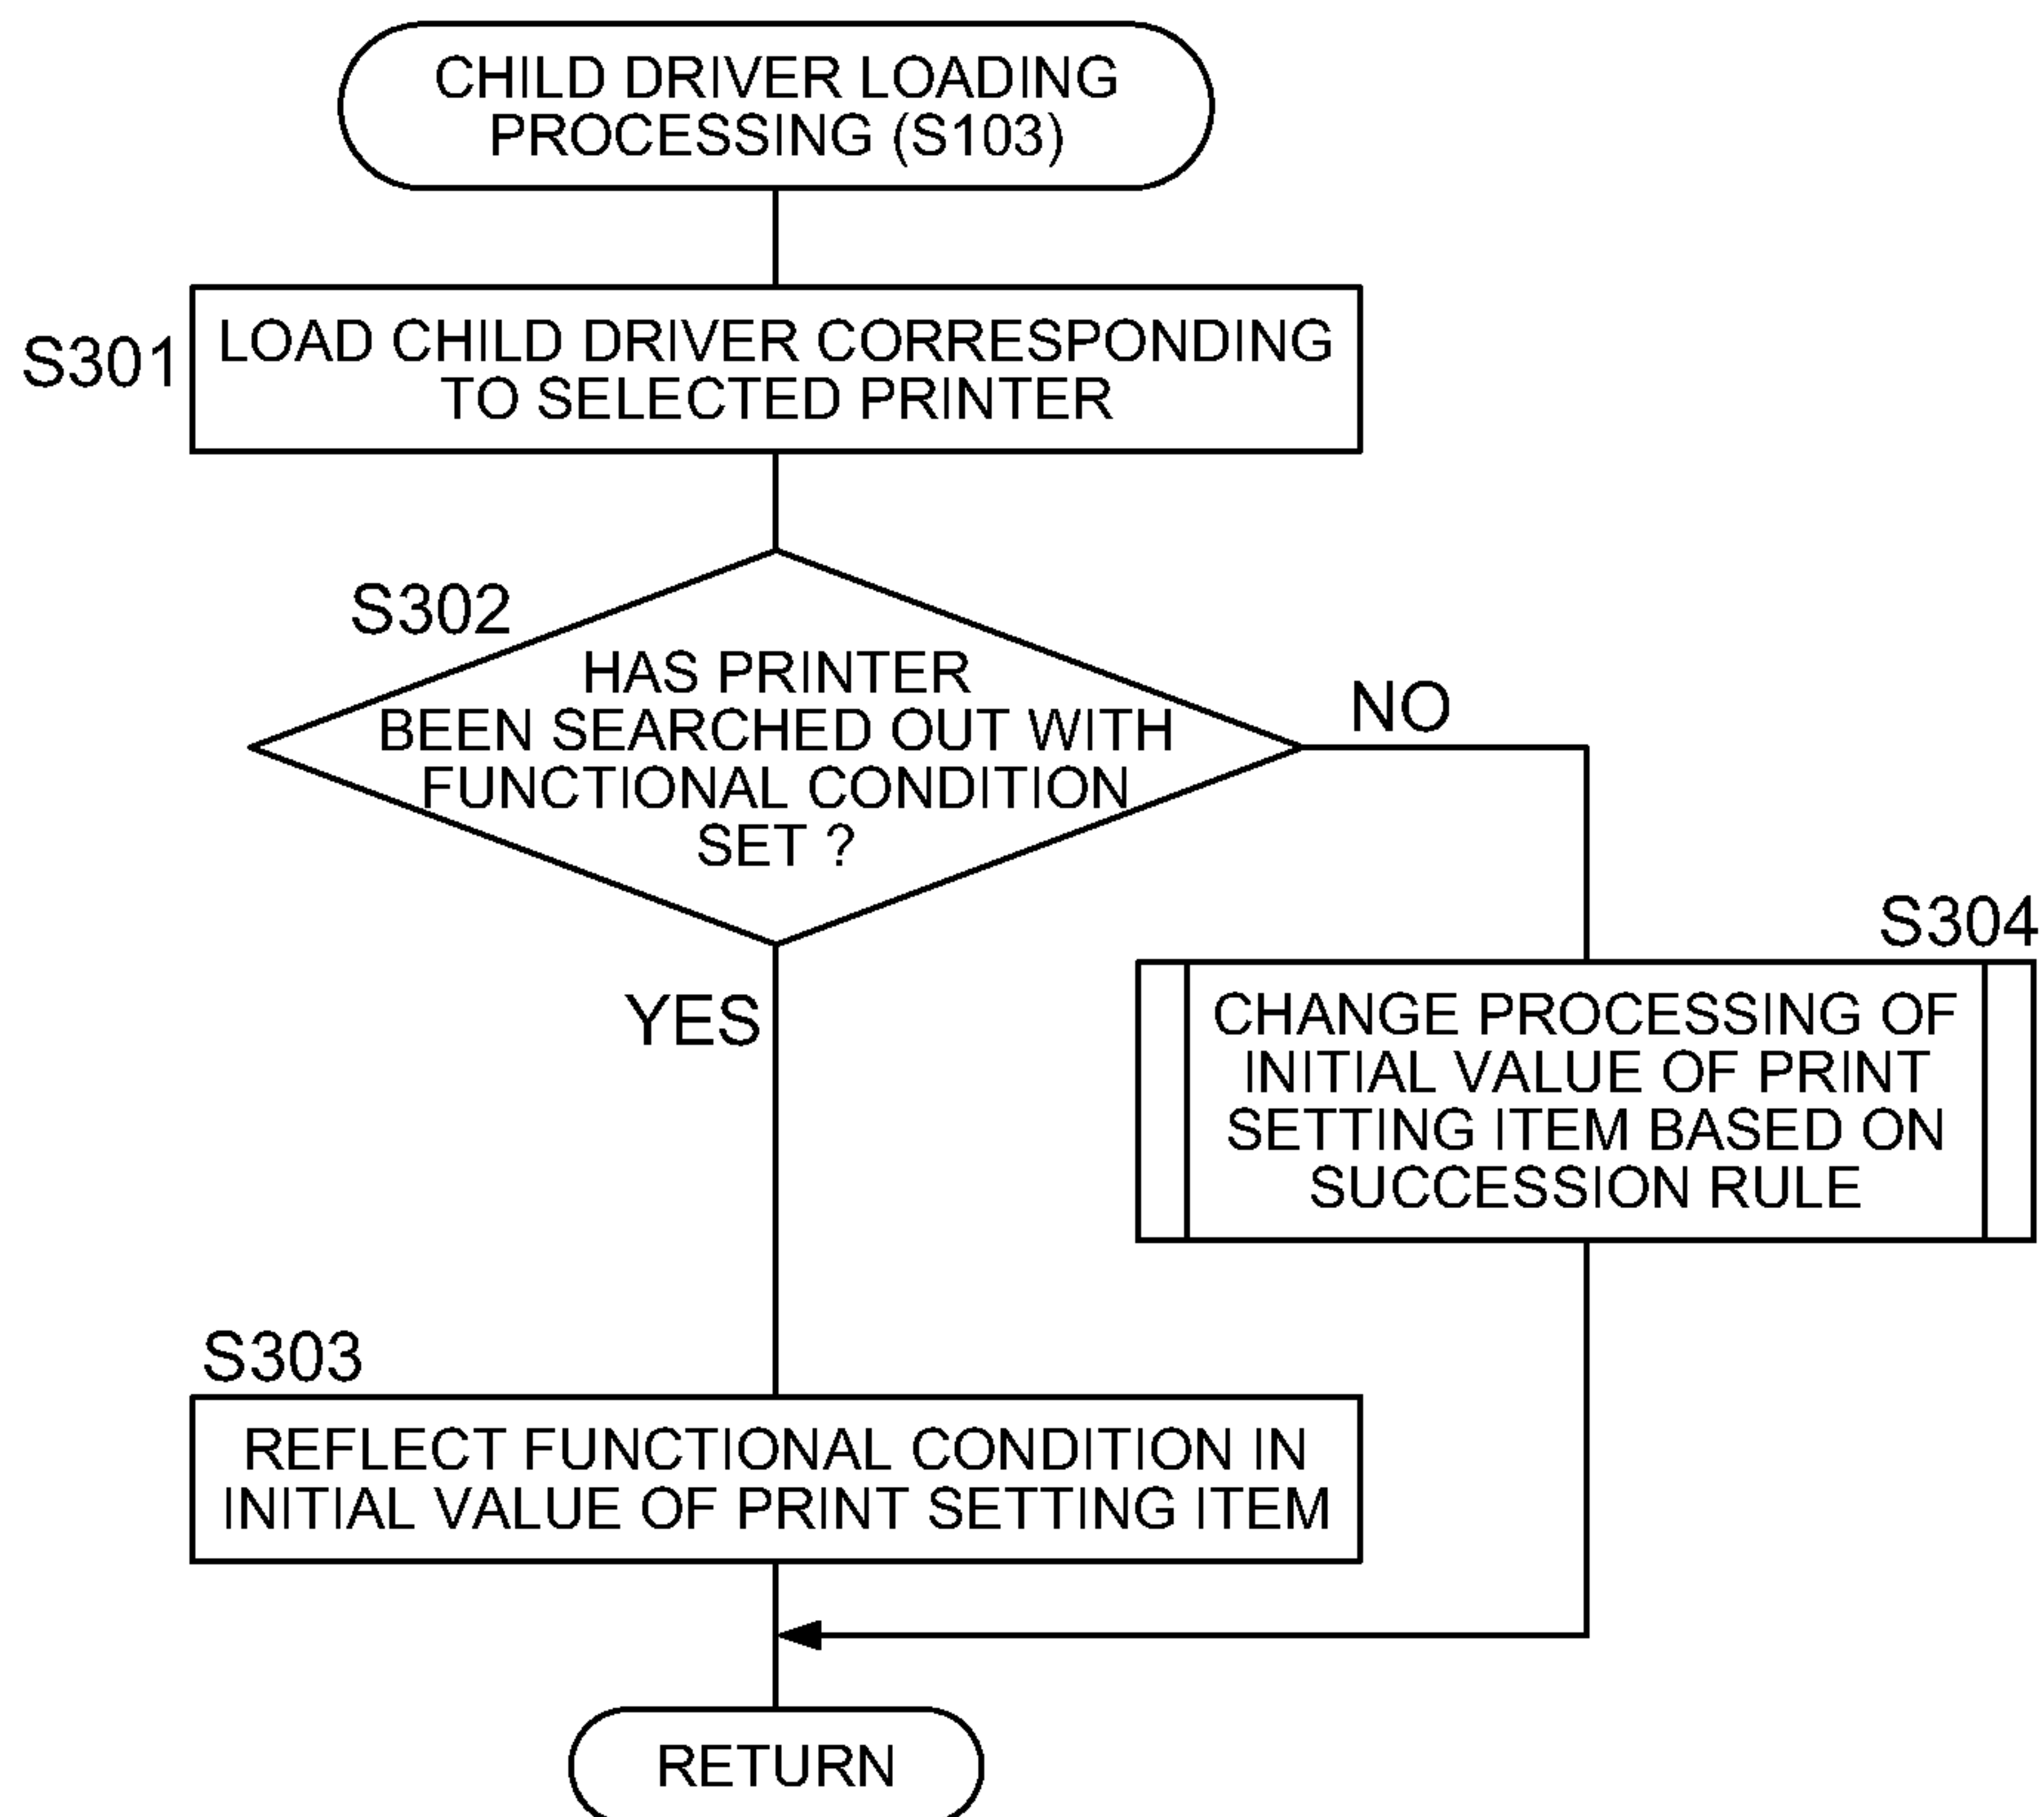 CHILD DRIVER LOADING
PROCESSING (S103)
S301
LOAD CHILD DRIVER CORRESPONDING
TO SELECTED PRINTER
S302
HAS PRINTER
BEEN SEARCHED OUT WITH
FUNCTIONAL CONDITION
SET ?
NO
YES
S304
CHANGE PROCESSING OF
INITIAL VALUE OF PRINT
SETTING ITEM BASED ON
SUCCESSION RULE
S303
REFLECT FUNCTIONAL CONDITION IN
INITIAL VALUE OF PRINT SETTING ITEM
RETURN